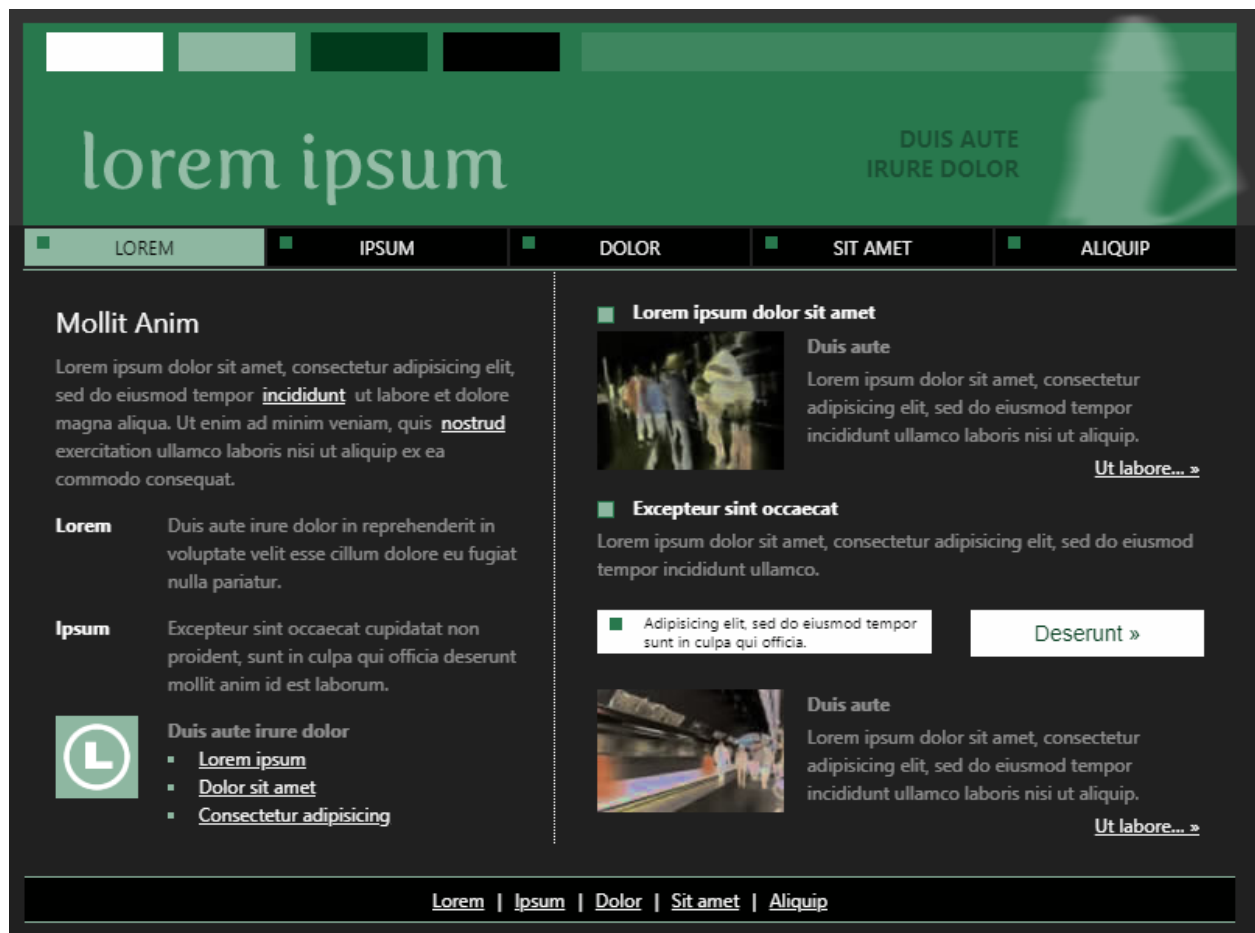 lorem ipsum
DUIS AUTE
IRURE DOLOR
LOREM
IPSUM
DOLOR
SIT AMET
ALIQUIP
Mollit Anim
Lorem ipsum dolor sit amet, consectetur adipisicing elit,
sed do eiusmod tempor incididunt ut labore et dolore
magna aliqua. Ut enim ad minim veniam, quis nostrud
exercitation ullamco laboris nisi ut aliquip ex ea
commodo consequat.
Lorem
Duis aute irure dolor in reprehenderit in
voluptate velit esse cillum dolore eu fugiat
nulla pariatur.
Ipsum
Excepteur sint occaecat cupidatat non
proident, sunt in culpa qui officia deserunt
mollit anim id est laborum.
L
Duis aute irure dolor
Lorem ipsum
Dolor sit amet
Consectetur adipisicing
Lorem ipsum dolor sit amet
Duis aute
Lorem ipsum dolor sit amet, consectetur
adipisicing elit, sed do eiusmod tempor
incididunt ullamco laboris nisi ut aliquip.
Ut labore... »
Excepteur sint occaecat
Lorem ipsum dolor sit amet, consectetur adipisicing elit, sed do eiusmod
tempor incididunt ullamco.
Adipisicing elit, sed do eiusmod tempor
sunt in culpa qui officia.
Deserunt »
Duis aute
Lorem ipsum dolor sit amet, consectetur
adipisicing elit, sed do eiusmod tempor
incididunt ullamco laboris nisi ut aliquip.
Ut labore... »
Lorem | Ipsum | Dolor | Sit amet | Aliquip